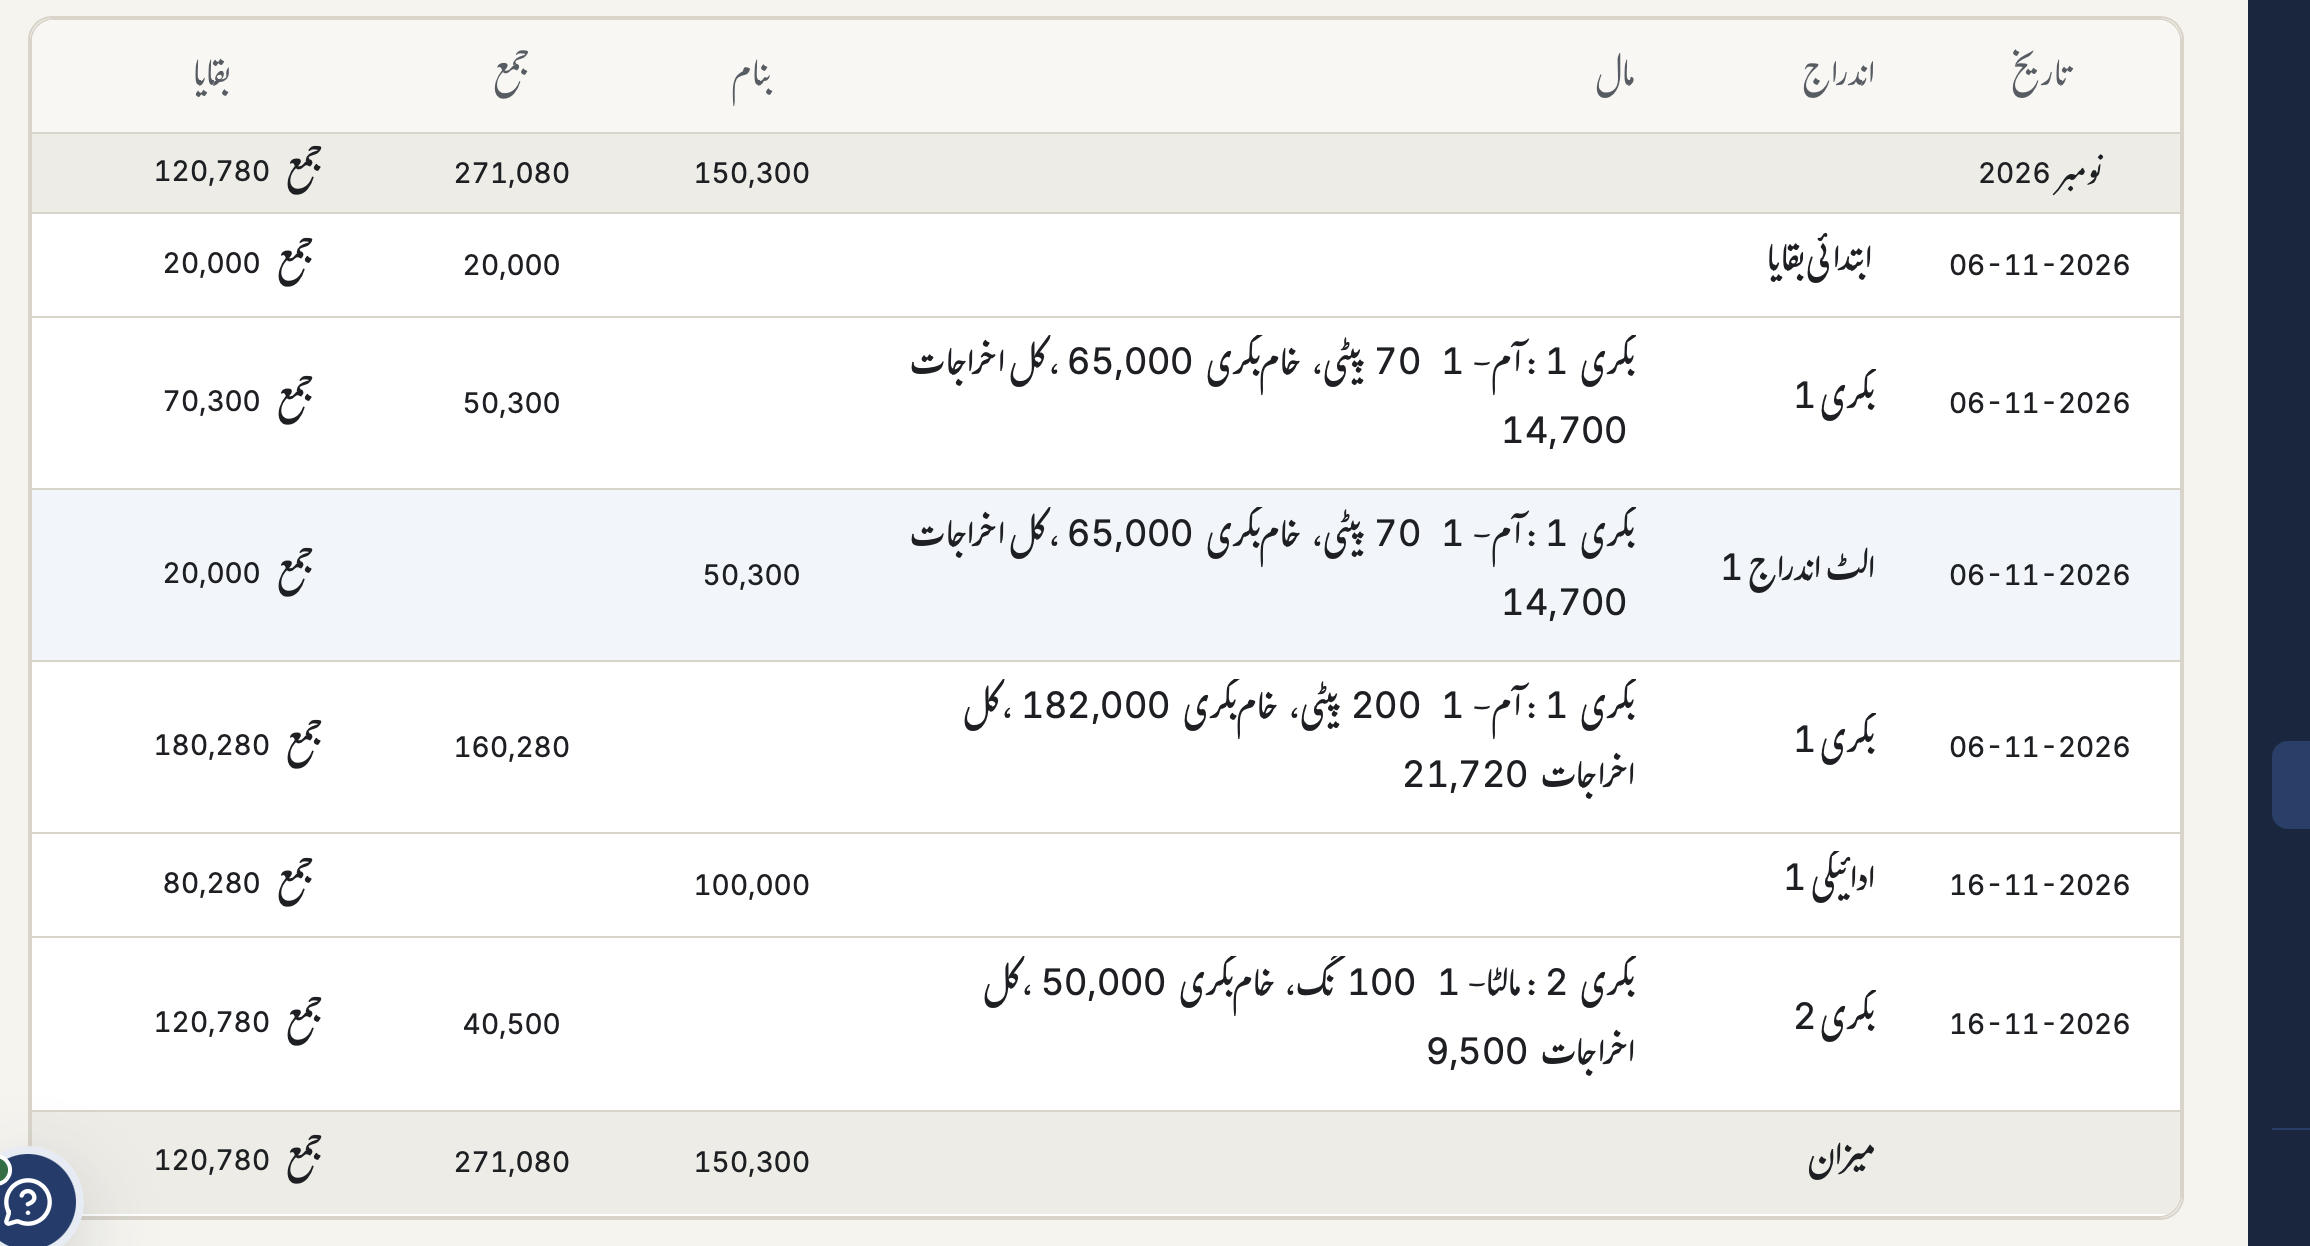 تاریخ اندراج مال بنام جمع بقایا
نومبر 2026 150,300 271,080 جمع 120,780
06-11-2026 ابتدائی بقایا 20,000 جمع 20,000
06-11-2026 بکری 1 بکری 1 : آم- 1 70 پیٹی، خام بکری 65,000 ، کل اخراجات
14,700 50,300 جمع 70,300
06-11-2026 الٹ اندراج 1 بکری 1 : آم- 1 70 پیٹی، خام بکری 65,000 ، کل اخراجات
14,700 50,300 جمع 20,000
06-11-2026 بکری 1 بکری 1 : آم- 1 200 پیٹی، خام بکری 182,000 ، کل
اخراجات 21,720 160,280 جمع 180,280
16-11-2026 ادائیگی 1 100,000 جمع 80,280
16-11-2026 بکری 2 بکری 2 : مالٹا- 1 100 نگ، خام بکری 50,000 ، کل
اخراجات 9,500 40,500 جمع 120,780
میزان 150,300 271,080 جمع 120,780